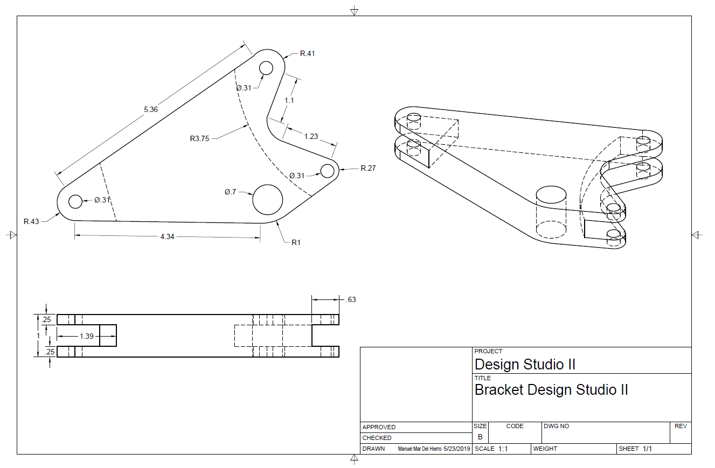 R.41
Ø.31
5.36
1.1
1.23
R3.75
Ø.31
R.27
Ø.31
Ø.7
R.43
4.34
R1
.63
.25
1
1.39
.25
PROJECT
Design Studio II
TITLE
Bracket Design Studio II
APPROVED
SIZE CODE DWG NO REV
CHECKED
B
DRAWN Manuel Mar Del Hierro 5/23/2019 SCALE 1:1 WEIGHT SHEET 1/1